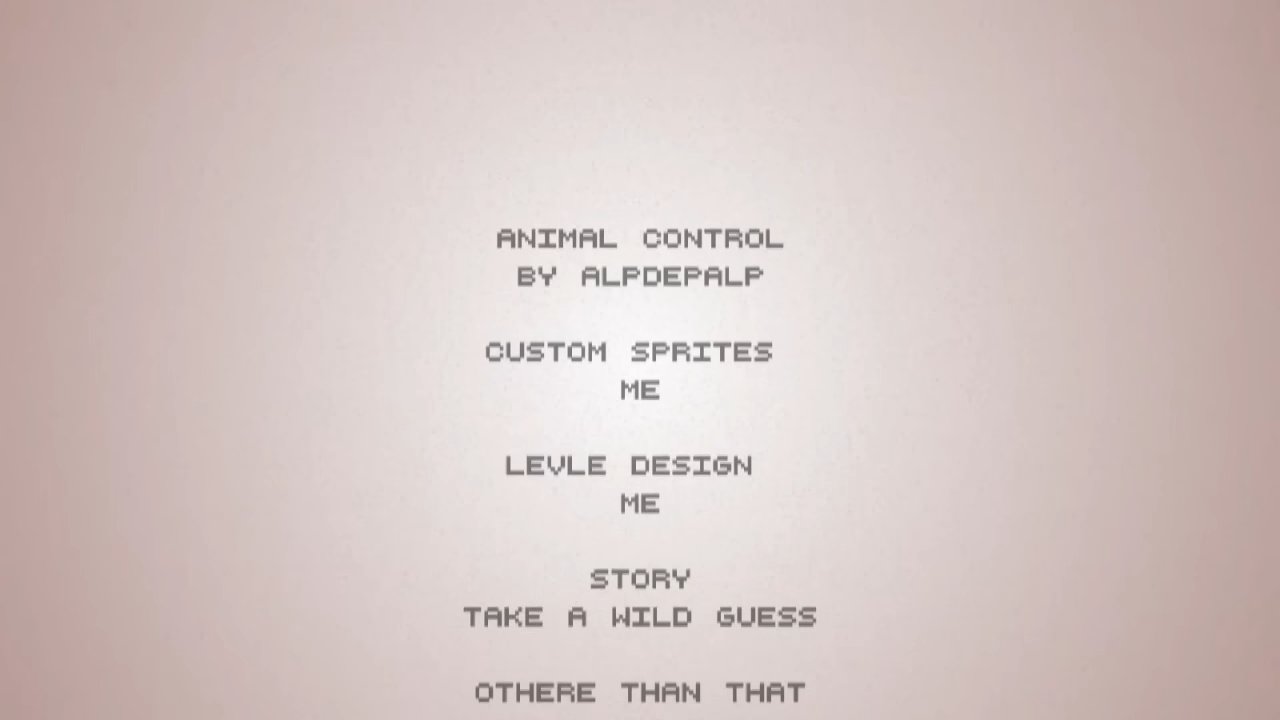 ANIMAL CONTROL
BY ALPDEPALP
CUSTOM SPRITES
ME
LEVLE DESIGN
ME
STORY
TAKE A WILD GUESS
OTHERE THAN THAT